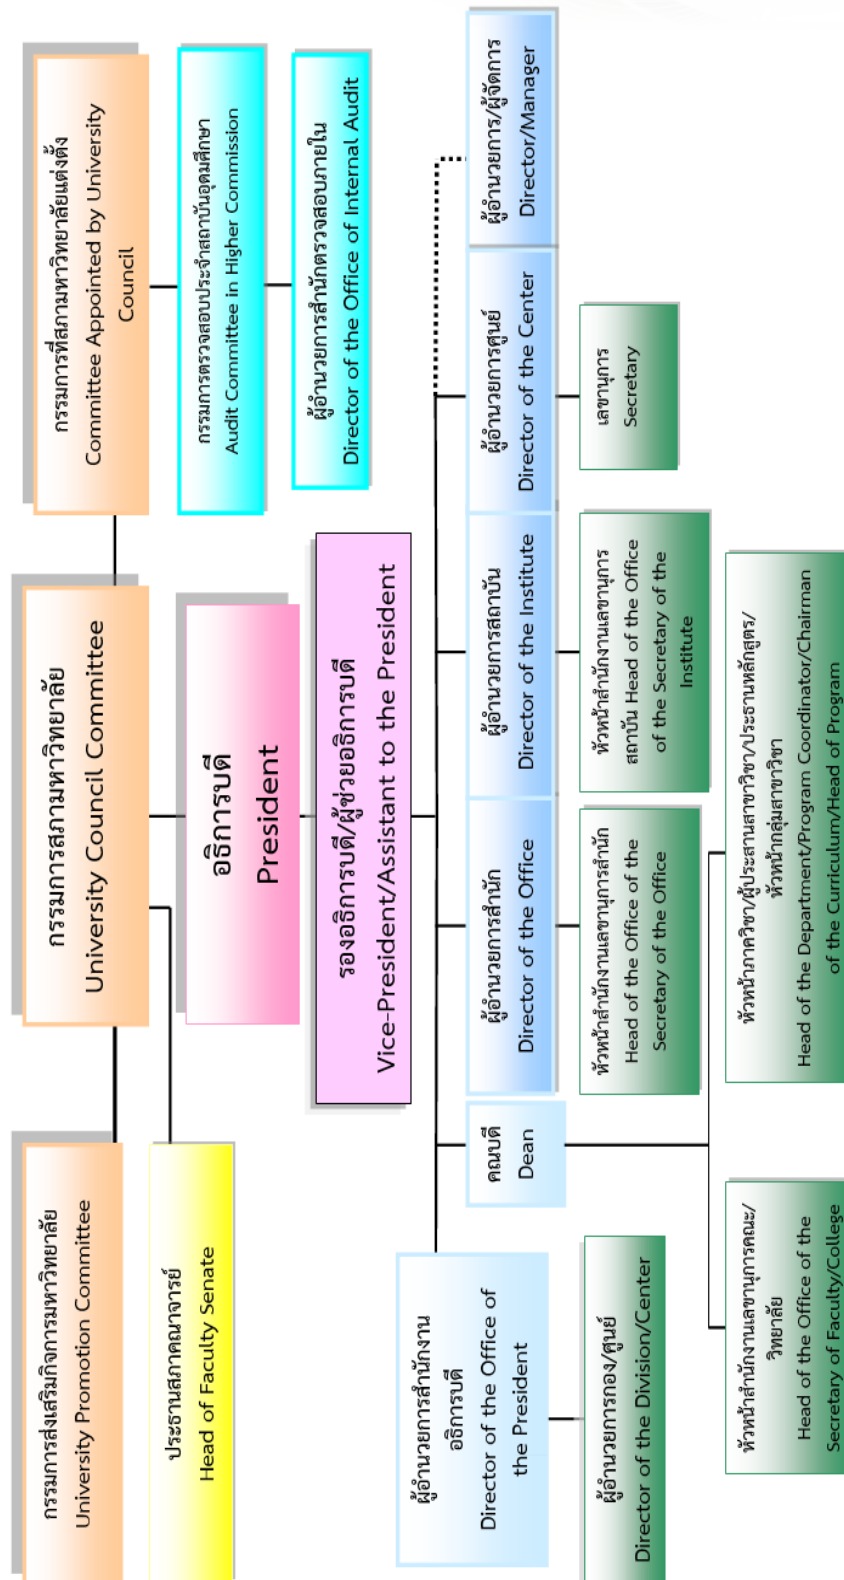 กรรมการส่งเสริมกิจการมหาวิทยาลัย
University Promotion Committee
กรรมการสภามหาวิทยาลัย
University Council Committee
กรรมการที่สภามหาวิทยาลัยแต่งตั้ง
Committee Appointed by University
Council
ประธานสภาคณาจารย์
Head of Faculty Senate
อธิการบดี
President
กรรมการตรวจสอบประจำสถาบันอุดมศึกษา
Audit Committee in Higher Commission
ผู้อำนวยการสำนักตรวจสอบภายใน
Director of the Office of Internal Audit
รองอธิการบดี/ผู้ช่วยอธิการบดี
Vice-President/Assistant to the President
ผู้อำนวยการสำนักงาน
อธิการบดี
Director of the Office of
the President
คณบดี
Dean
ผู้อำนวยการสำนัก
Director of the Office
ผู้อำนวยการสถาบัน
Director of the Institute
ผู้อำนวยการศูนย์
Director of the Center
ผู้อำนวยการ/ผู้จัดการ
Director/Manager
ผู้อำนวยการกอง/ศูนย์
Director of the Division/Center
หัวหน้าสำนักงานเลขานุการสำนัก
Head of the Office of the
Secretary of the Office
หัวหน้าสำนักงานเลขานุการ
สถาบัน Head of the Office
of the Secretary of the
Institute
เลขานุการ
Secretary
หัวหน้าสำนักงานเลขานุการคณะ/
วิทยาลัย
Head of the Office of the
Secretary of Faculty/College
หัวหน้าภาควิชา/ผู้ประสานสาขาวิชา/ประธานหลักสูตร/
หัวหน้ากลุ่มสาขาวิชา
Head of the Department/Program Coordinator/Chairman
of the Curriculum/Head of Program